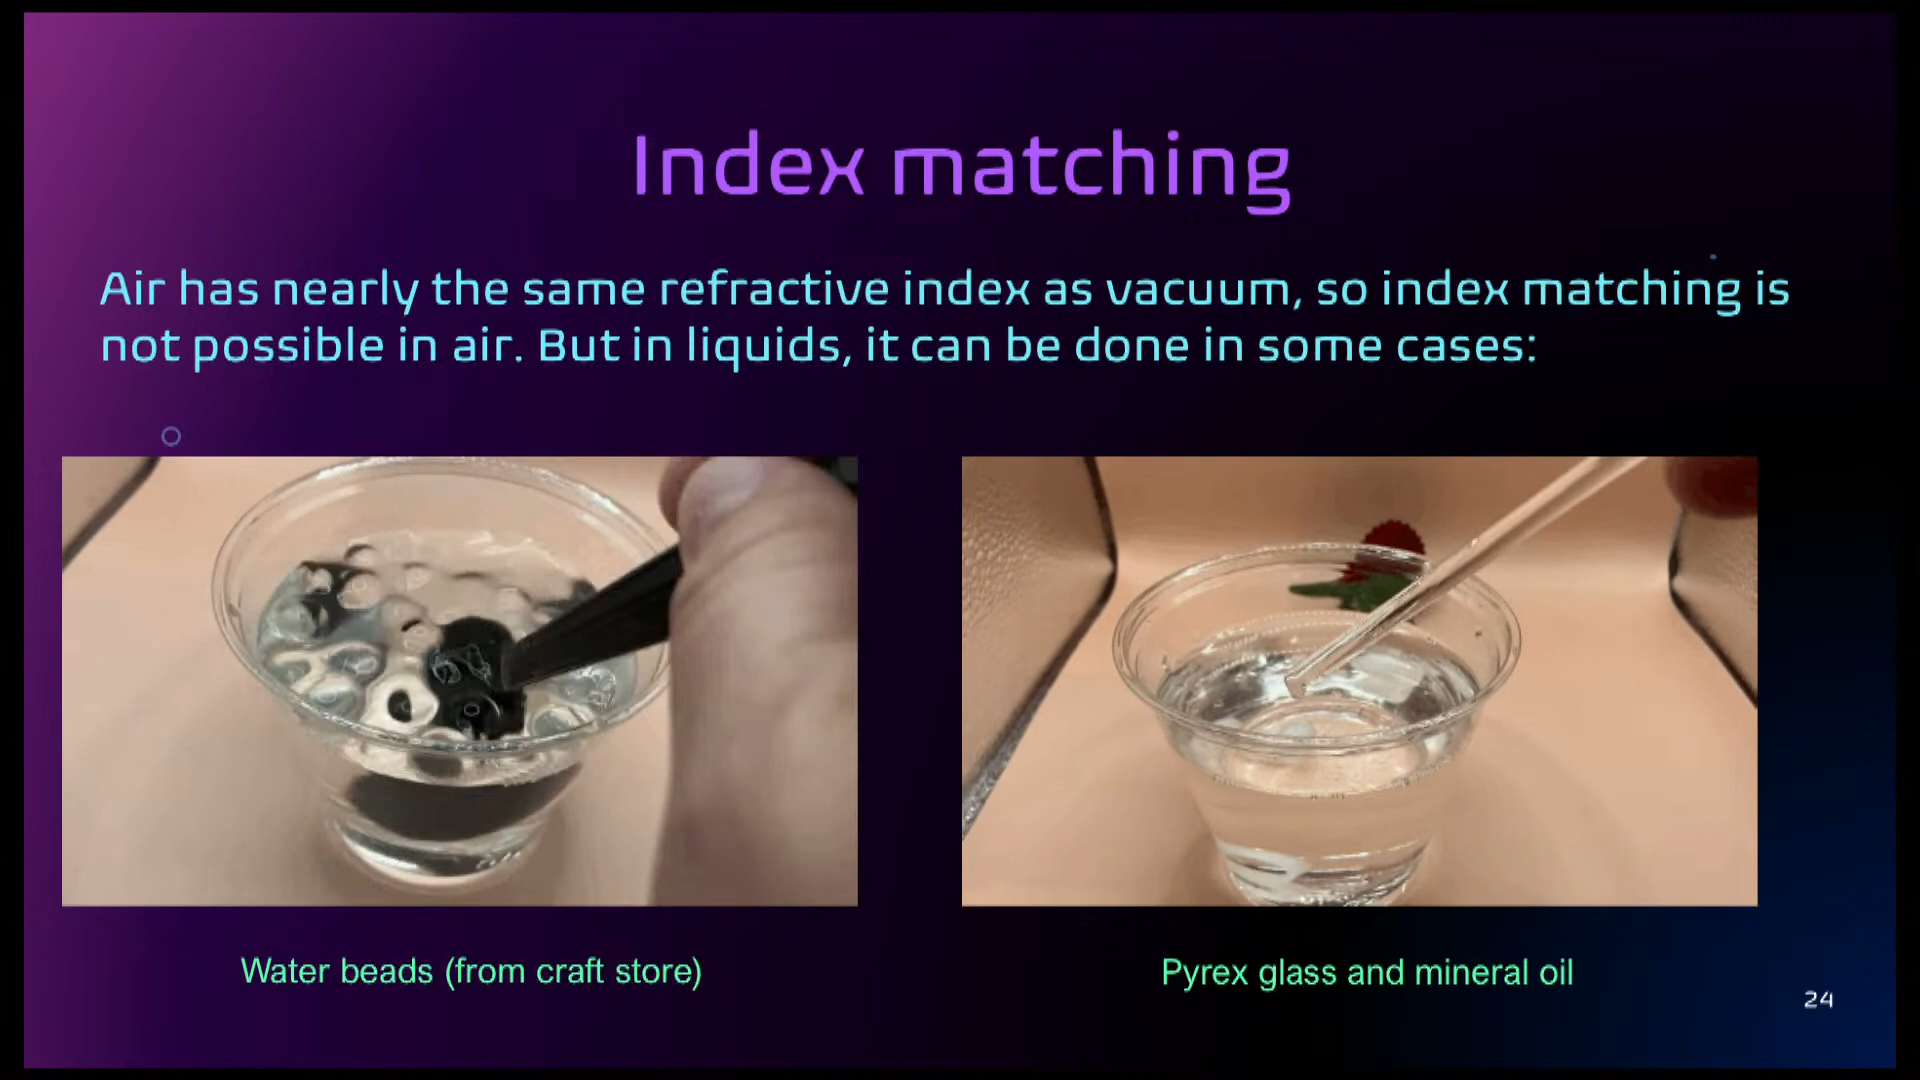 Index matching
Air has nearly the same refractive index as vacuum, so index matching is
not possible in air. But in liquids, it can be done in some cases:
Water beads (from craft store)
Pyrex glass and mineral oil
24